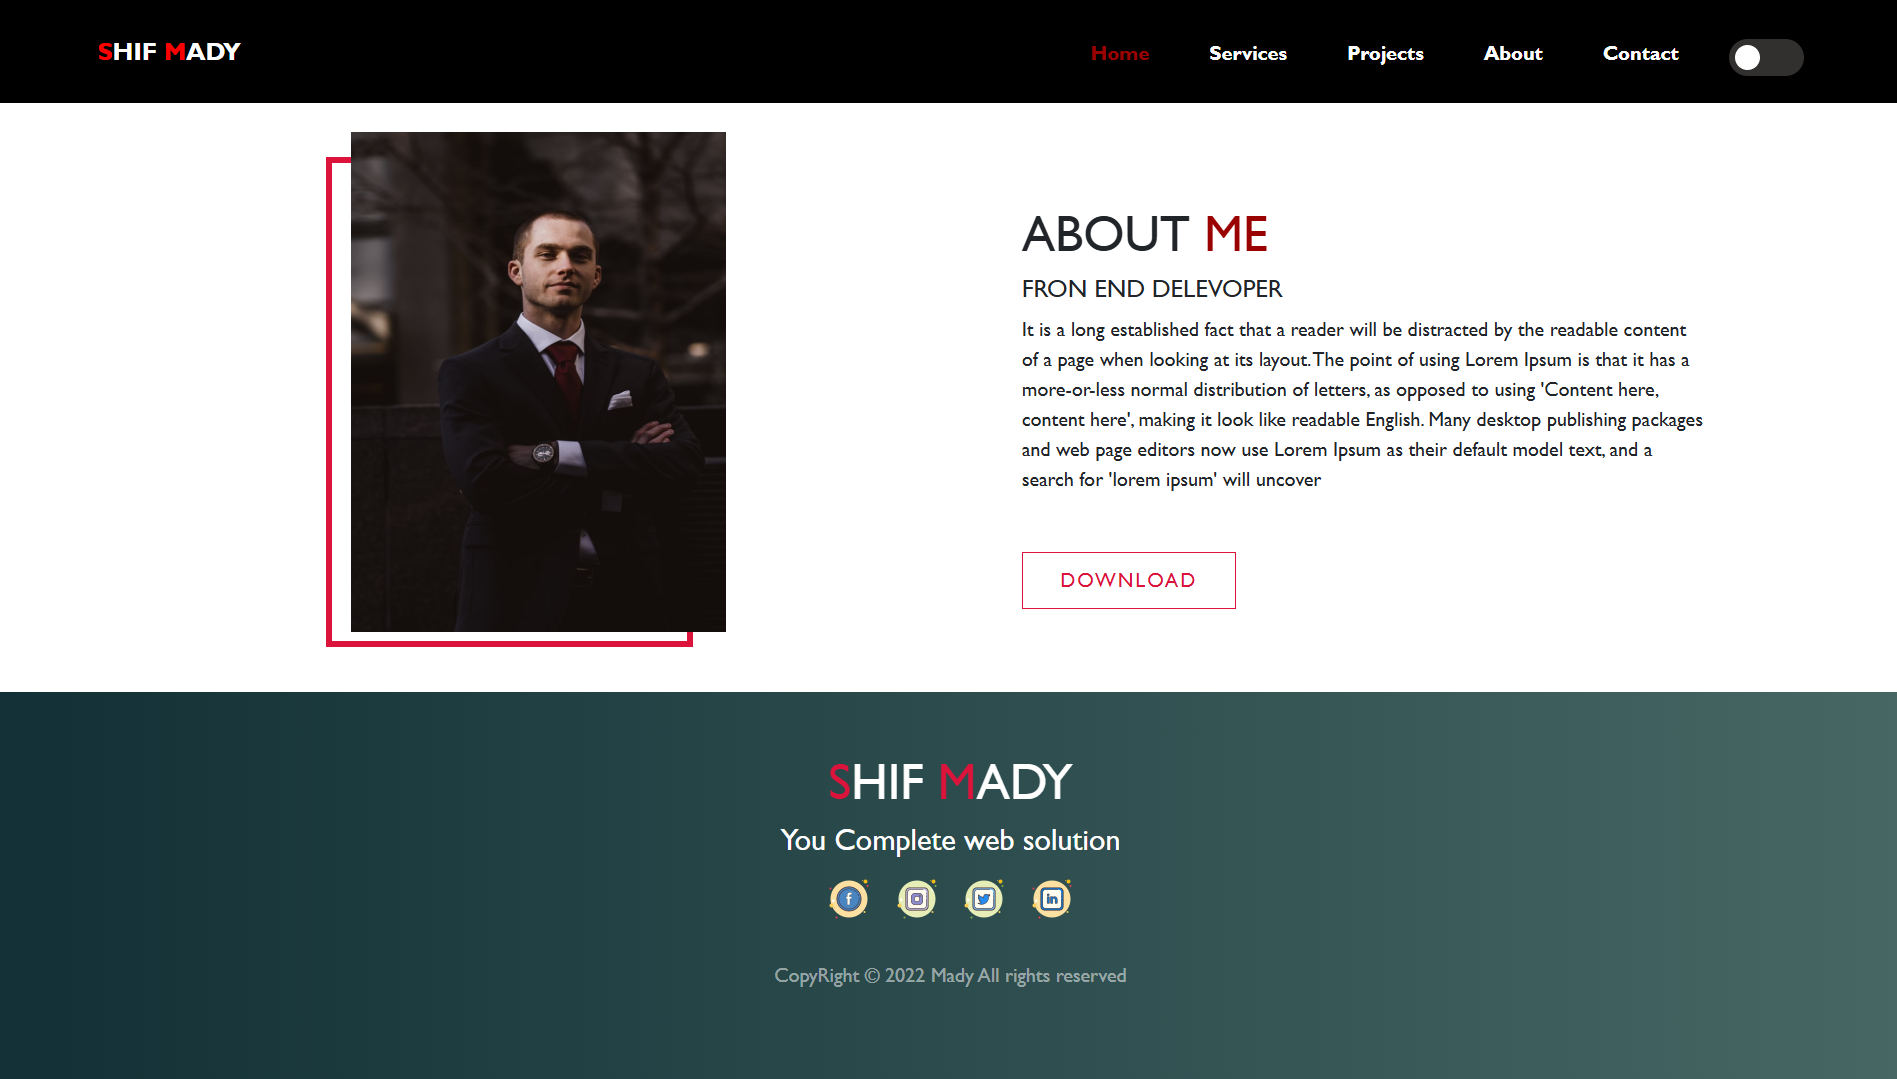 SHIF MADY
Home Services Projects About Contact
ABOUT ME
FRON END DELEVOPER
It is a long established fact that a reader will be distracted by the readable content
of a page when looking at its layout. The point of using Lorem Ipsum is that it has a
more-or-less normal distribution of letters, as opposed to using 'Content here,
content here', making it look like readable English. Many desktop publishing packages
and web page editors now use Lorem Ipsum as their default model text, and a
search for 'lorem ipsum' will uncover
DOWNLOAD
SHIF MADY
You Complete web solution
f in
CopyRight © 2022 Mady All rights reserved